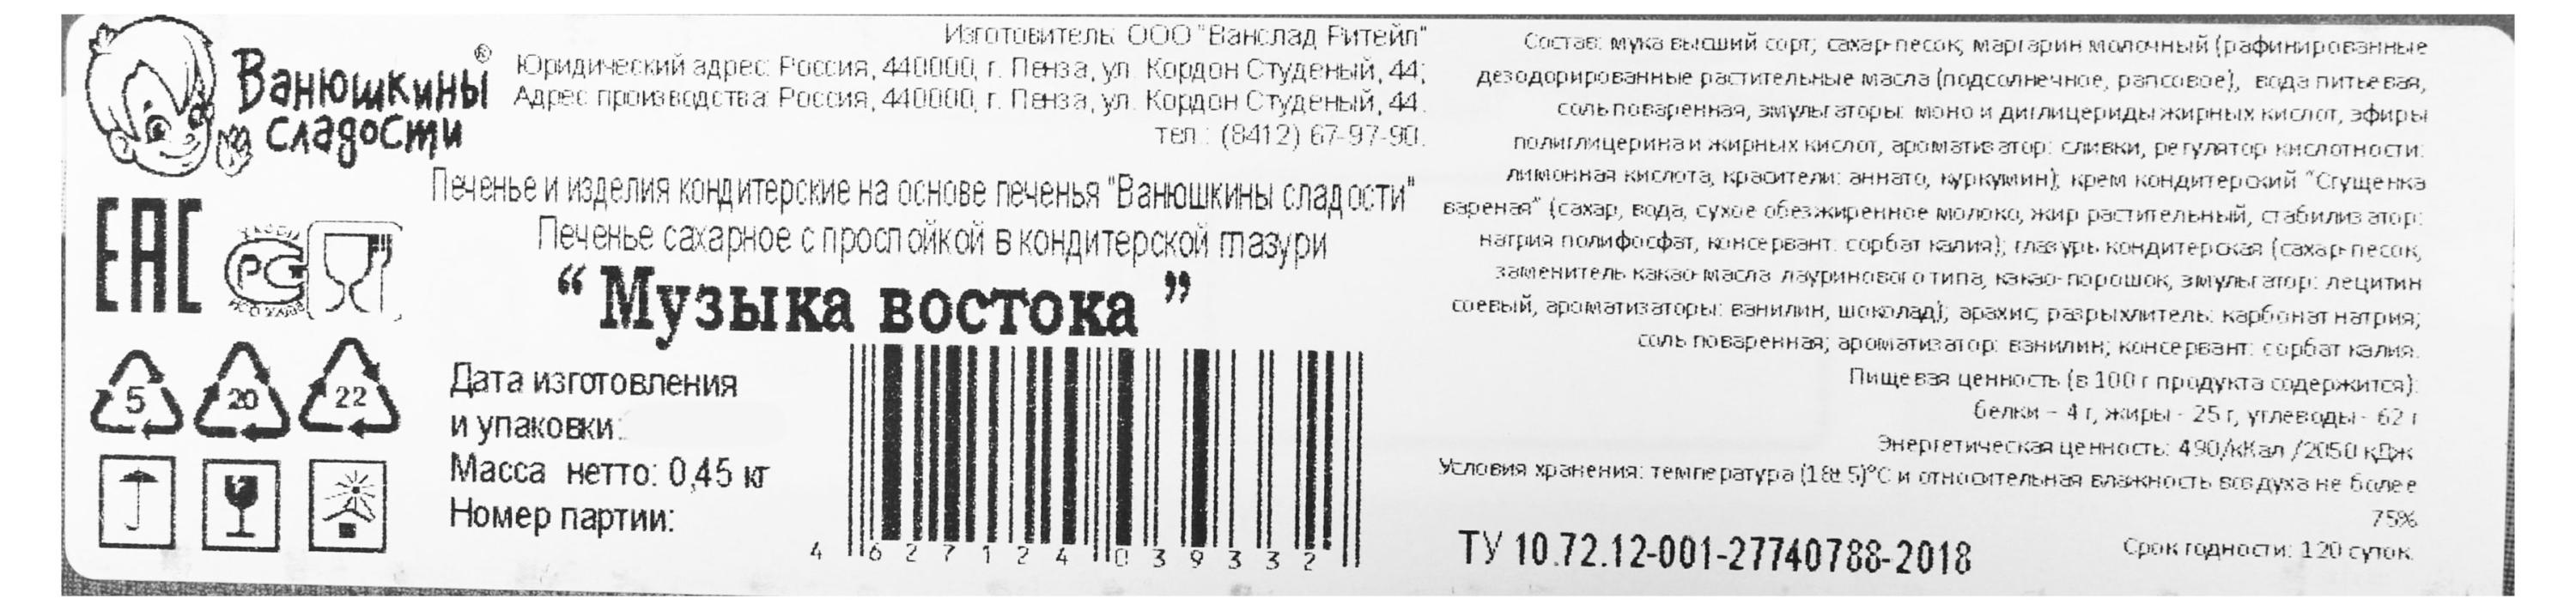 Ванюшкины®
сладости
Изготовитель: ООО "Ванслад Ритейл"
Юридический адрес: Россия, 440000, г. Пенза, ул. Кордон Студеный, 44;
Адрес производства: Россия, 440000, г. Пенза, ул. Кордон Студеный, 44.
тел.: (8412) 67-97-90.
Печенье и изделия кондитерские на основе печенья "Ванюшкины сладости"
Печенье сахарное с прослойкой в кондитерской глазури
“ Музыка востока ”
ЕАС
РС
5
20
22
Дата изготовления
и упаковки:
Масса нетто: 0,45 кг
Номер партии:
4 627124 039332
Состав: мука высший сорт; сахар-песок; маргарин молочный (рафинированные
дезодорированные растительные масла (подсолнечное, рапсовое), вода питьевая,
соль поваренная, эмульгаторы: моно и диглицериды жирных кислот, эфиры
полиглицерина и жирных кислот, ароматизатор: сливки, регулятор кислотности:
лимонная кислота, красители: аннато, куркумин); крем кондитерский “Сгущенка
вареная” (сахар, вода, сухое обезжиренное молоко, жир растительный, стабилизатор:
натрия полифосфат, консервант: сорбат калия); глазурь кондитерская (сахар-песок,
заменитель какао-масла лауринового типа, какао-порошок, эмульгатор: лецитин
соевый, ароматизаторы: ванилин, шоколад); арахис; разрыхлитель: карбонат натрия;
соль поваренная; ароматизатор: ванилин; консервант: сорбат калия.
Пищевая ценность (в 100 г продукта содержится):
белки – 4 г, жиры - 25 г, углеводы - 62 г
Энергетическая ценность: 490/кКал /2050 кДж
Условия хранения: температура (18±5)°С и относительная влажность воздуха не более
75%
Срок годности: 120 суток.
ТУ 10.72.12-001-27740788-2018